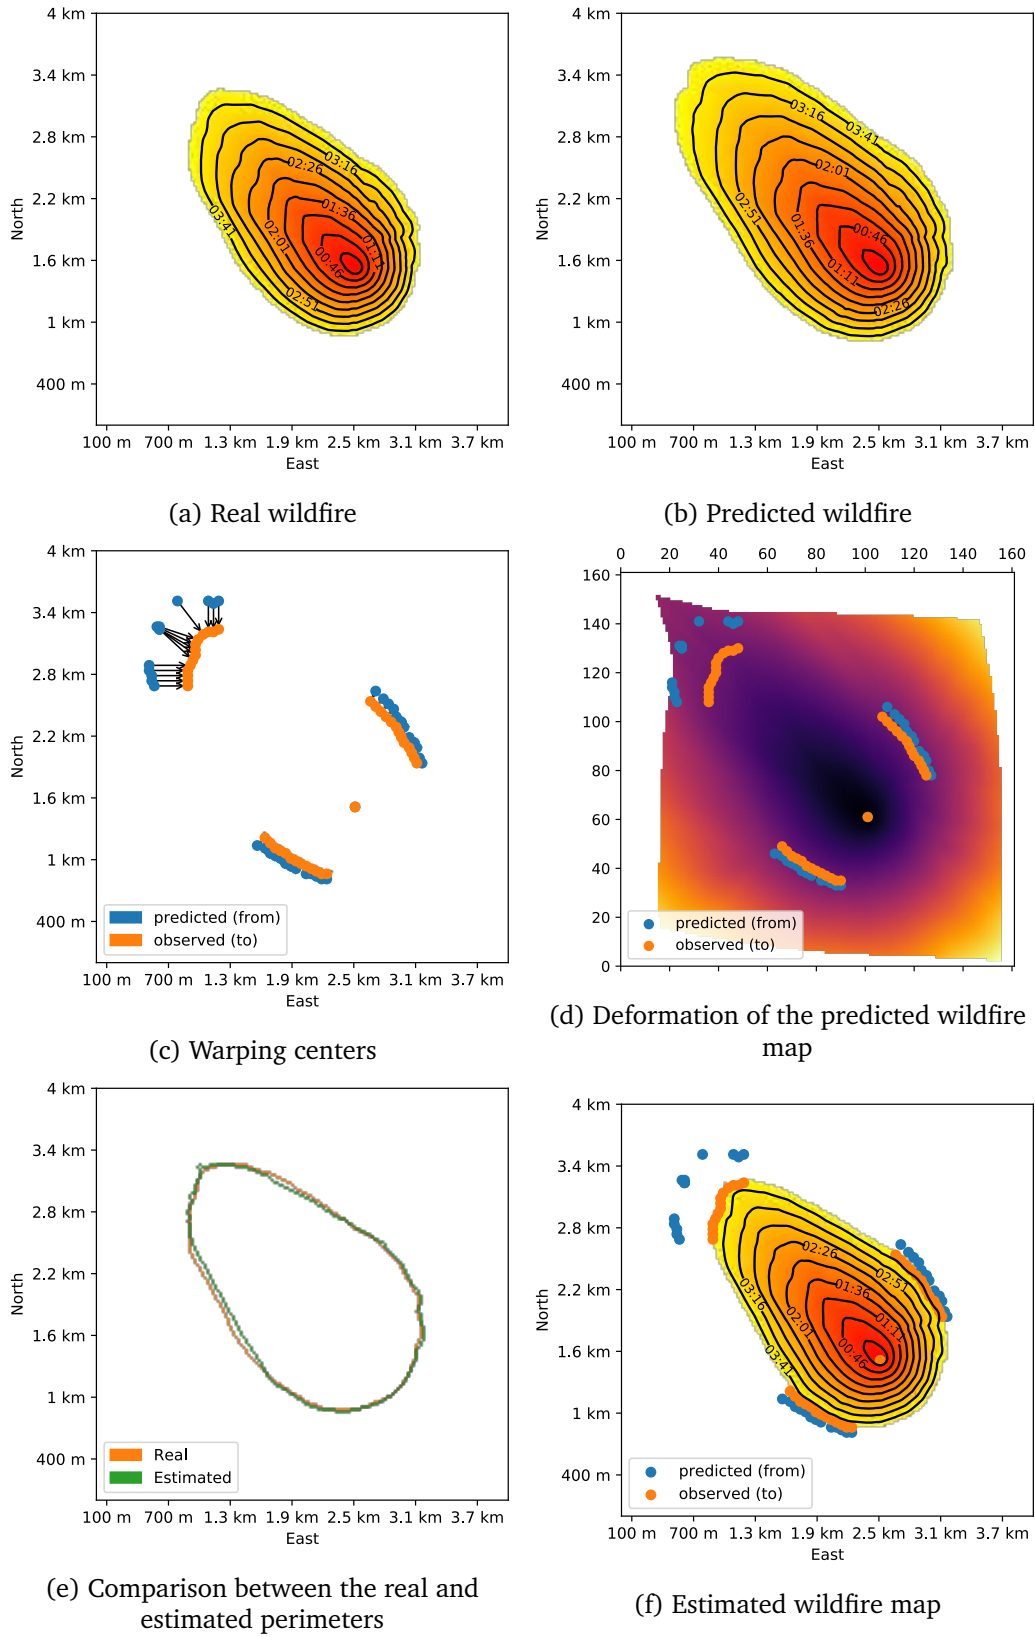 4 km
3.4 km
2.8 km
2.2 km
1.6 km
1 km
400 m
North
03:16
02:26
01:36
01:11
00:46
02:01
03:41
02:51
100 m 700 m 1.3 km 1.9 km 2.5 km 3.1 km 3.7 km
East
(a) Real wildfire
4 km
3.4 km
2.8 km
2.2 km
1.6 km
1 km
400 m
North
03:16
03:41
02:01
02:51
01:36
00:46
01:11
02:26
100 m 700 m 1.3 km 1.9 km 2.5 km 3.1 km 3.7 km
East
(b) Predicted wildfire
4 km
3.4 km
2.8 km
2.2 km
1.6 km
1 km
400 m
North
predicted (from)
observed (to)
100 m 700 m 1.3 km 1.9 km 2.5 km 3.1 km 3.7 km
East
(c) Warping centers
0 20 40 60 80 100 120 140 160
160
140
120
100
80
60
40
20
0
predicted (from)
observed (to)
(d) Deformation of the predicted wildfire
map
4 km
3.4 km
2.8 km
2.2 km
1.6 km
1 km
400 m
North
Real
Estimated
100 m 700 m 1.3 km 1.9 km 2.5 km 3.1 km 3.7 km
East
(e) Comparison between the real and
estimated perimeters
4 km
3.4 km
2.8 km
2.2 km
1.6 km
1 km
400 m
North
02:26
02:51
01:36
03:16
02:01
01:11
00:46
03:41
predicted (from)
observed (to)
100 m 700 m 1.3 km 1.9 km 2.5 km 3.1 km 3.7 km
East
(f) Estimated wildfire map